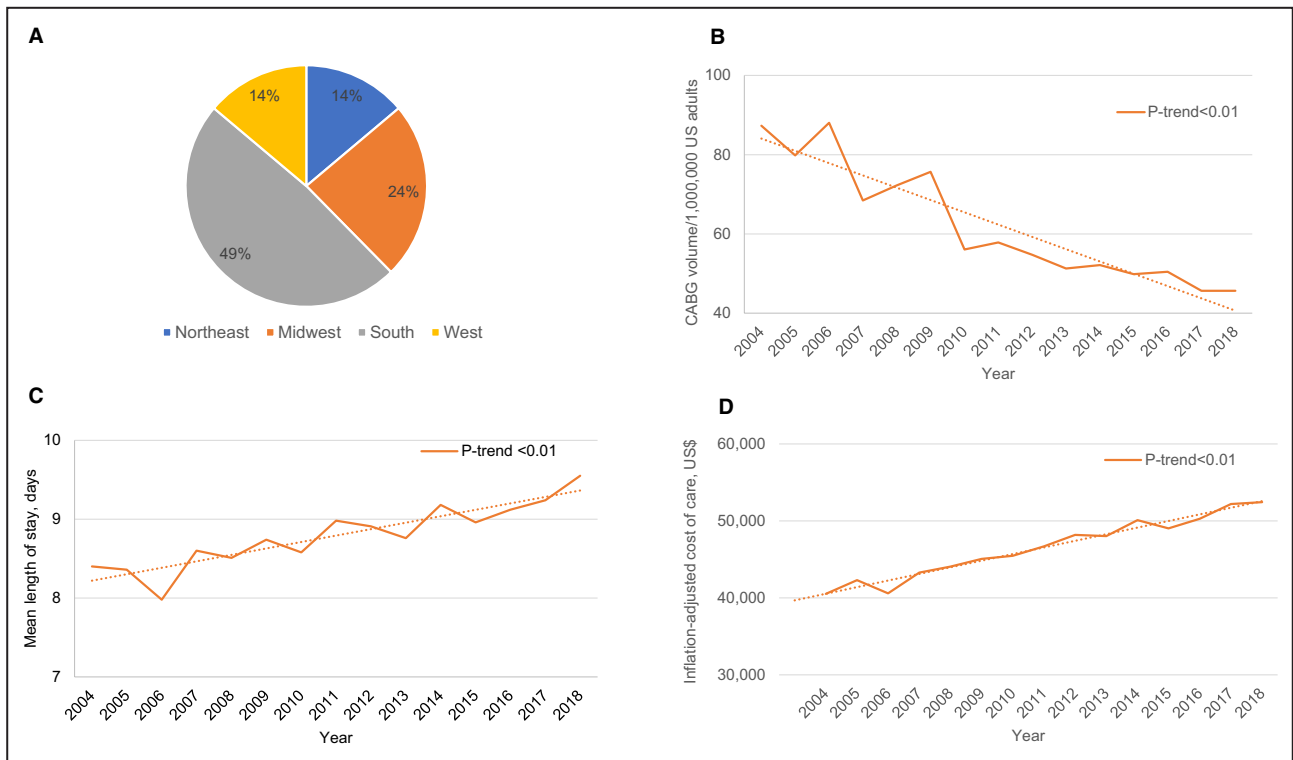 A
14%
14%
24%
49%
Northeast Midwest South West
B
100
80
60
40
CABG volume/1,000,000 US adults
P-trend<0.01
2004 2005 2006 2007 2008 2009 2010 2011 2012 2013 2014 2015 2016 2017 2018
Year
C
10
9
8
7
Mean length of stay, days
P-trend <0.01
2004 2005 2006 2007 2008 2009 2010 2011 2012 2013 2014 2015 2016 2017 2018
Year
D
60,000
50,000
40,000
30,000
Inflation-adjusted cost of care, US$
P-trend<0.01
2004 2005 2006 2007 2008 2009 2010 2011 2012 2013 2014 2015 2016 2017 2018
Year